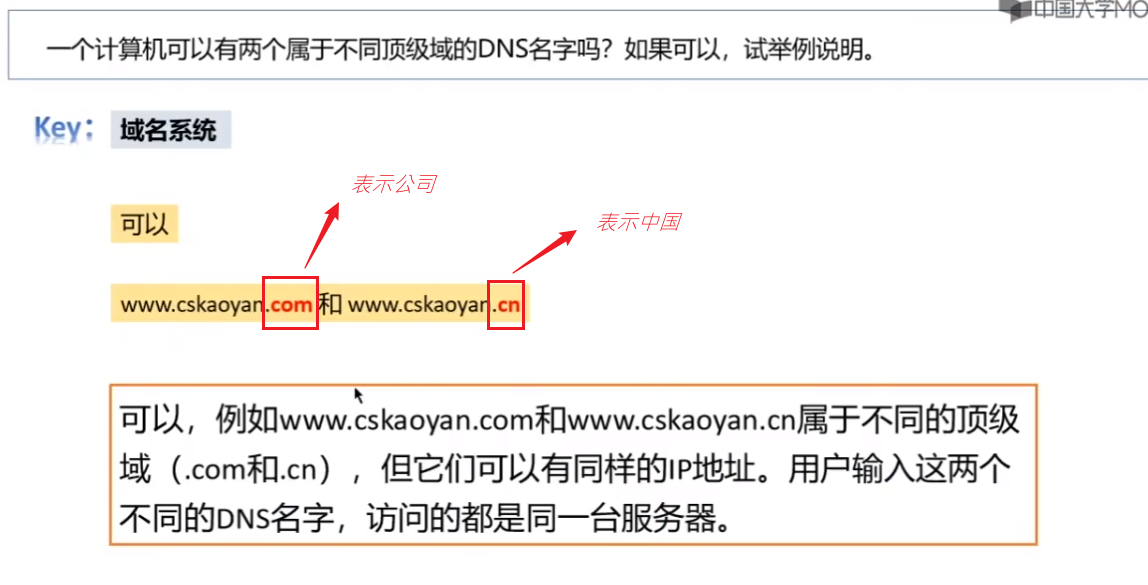 中国大学MO
一个计算机可以有两个属于不同顶级域的DNS名字吗？如果可以，试举例说明。
Key：
域名系统
表示公司
表示中国
可以
www.cskaoyan.com和 www.cskaoyan.cn
可以，例如www.cskaoyan.com和www.cskaoyan.cn属于不同的顶级
域（.com和.cn），但它们可以有同样的IP地址。用户输入这两个
不同的DNS名字，访问的都是同一台服务器。